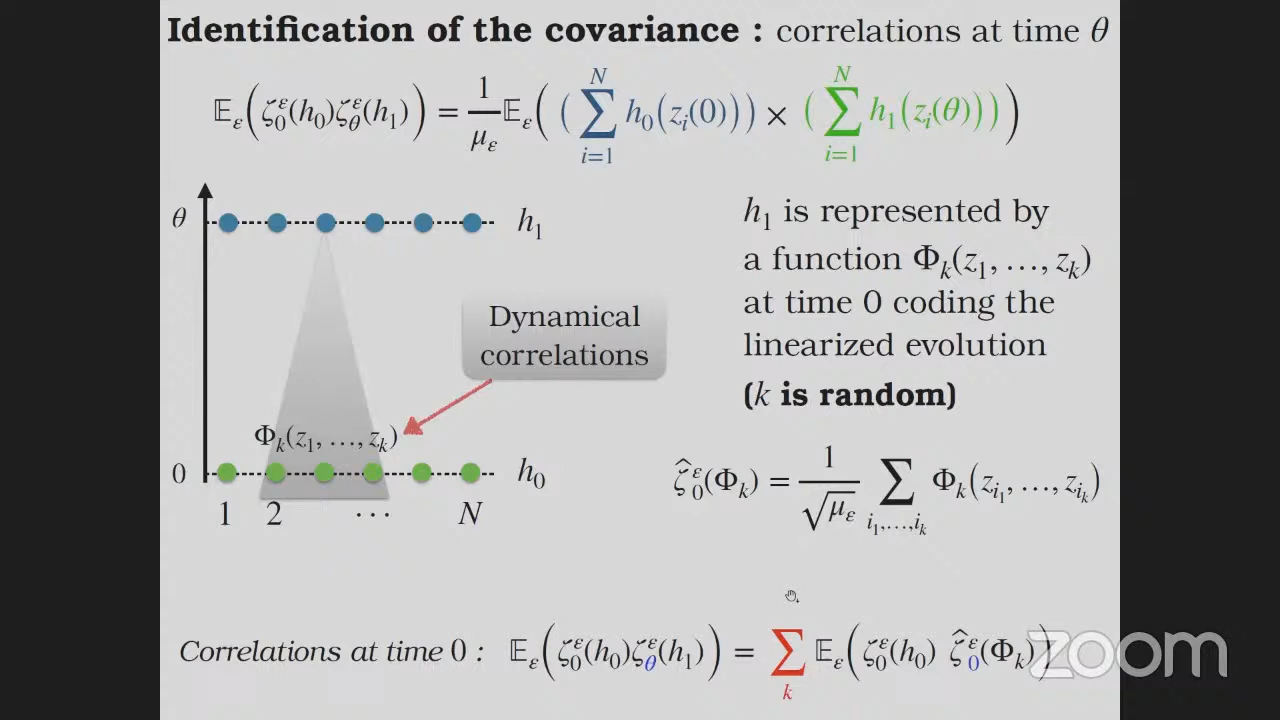 Identification of the covariance : correlations at time θ
𝔼_ε(ζ_0^ε(h_0)ζ_θ^ε(h_1)) = 1/μ_ε 𝔼_ε( (∑_{i=1}^N h_0(z_i(0))) × (∑_{i=1}^N h_1(z_i(θ))) )
θ
h_1
h_1 is represented by
a function Φ_k(z_1, …, z_k)
at time 0 coding the
linearized evolution
(k is random)
Dynamical
correlations
Φ_k(z_1, …, z_k)
0
h_0
1 2 ⋯ N
ζ̂_0^ε(Φ_k) = 1/√μ_ε ∑_{i_1,…,i_k} Φ_k(z_{i_1}, …, z_{i_k})
Correlations at time 0 : 𝔼_ε(ζ_0^ε(h_0)ζ_θ^ε(h_1)) = ∑_k 𝔼_ε(ζ_0^ε(h_0) ζ̂_0^ε(Φ_k))
zoom